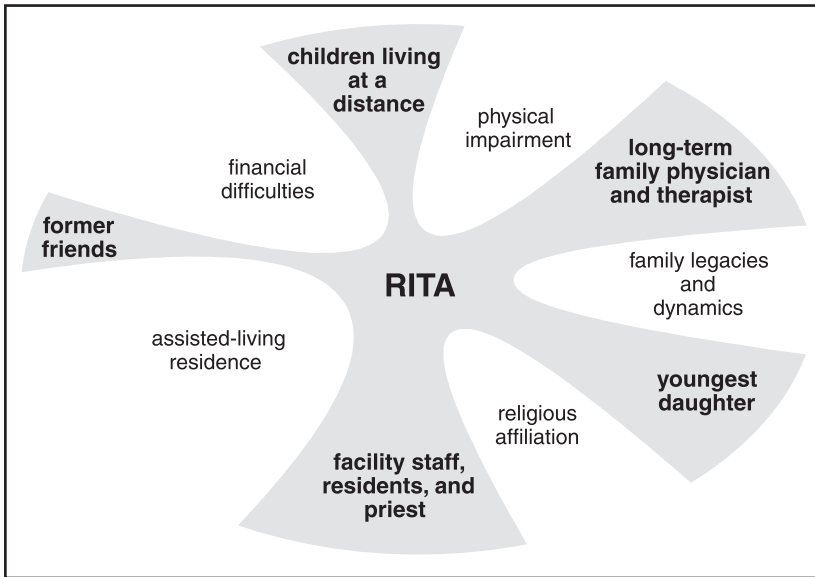 children living
at a
distance
physical
impairment
long-term
family physician
and therapist
financial
difficulties
former
friends
RITA
family legacies
and
dynamics
assisted-living
residence
youngest
daughter
religious
affiliation
facility staff,
residents, and
priest